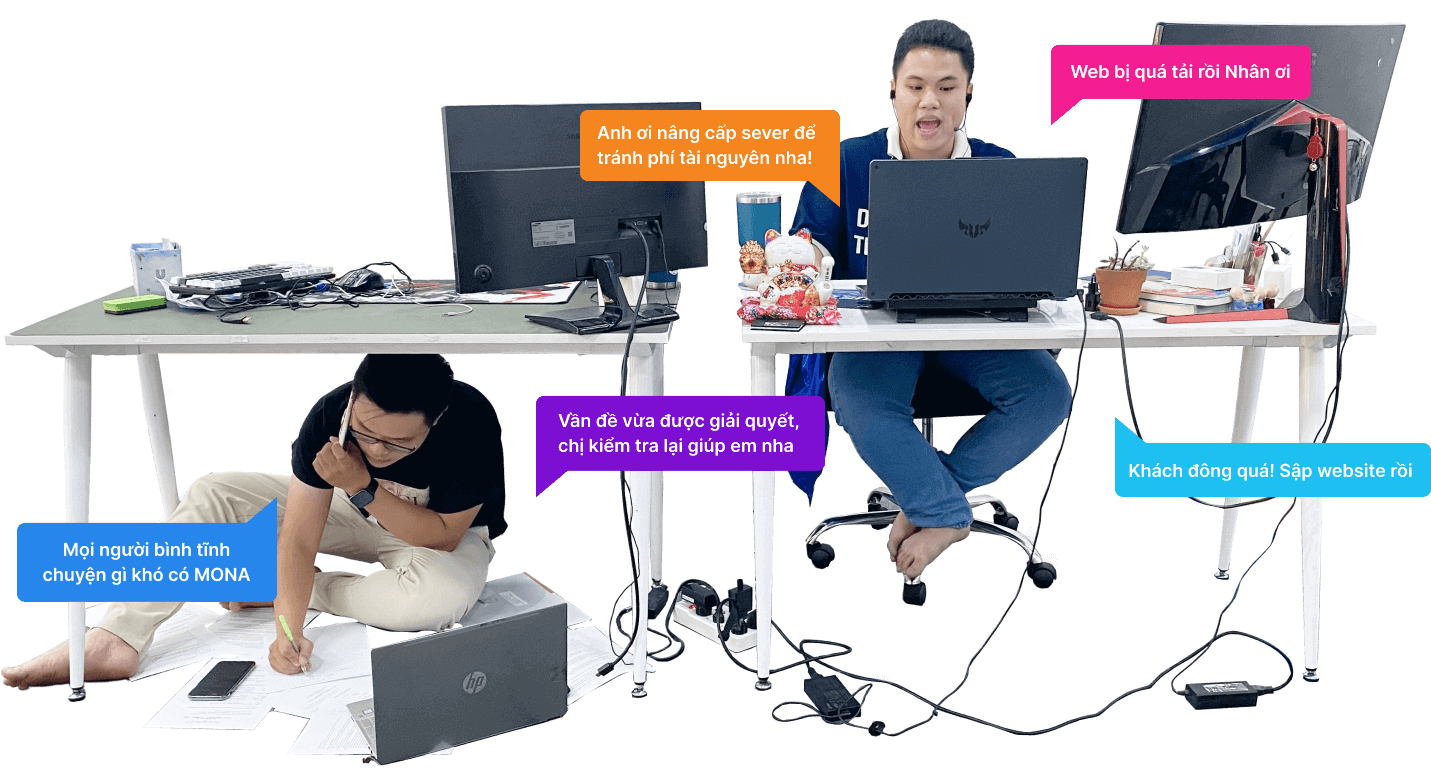 Web bị quá tải rồi Nhân ơi
Anh ơi nâng cấp sever để
tránh phí tài nguyên nha!
Vấn đề vừa được giải quyết,
chị kiểm tra lại giúp em nha
Khách đông quá! Sập website rồi
Mọi người bình tĩnh
chuyện gì khó có MONA
hp